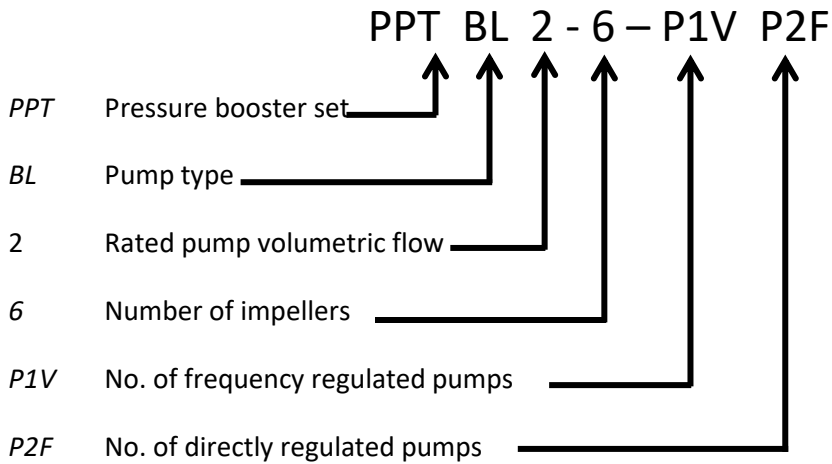 PPT BL 2 - 6 – P1V P2F
PPT Pressure booster set
BL Pump type
2 Rated pump volumetric flow
6 Number of impellers
P1V No. of frequency regulated pumps
P2F No. of directly regulated pumps